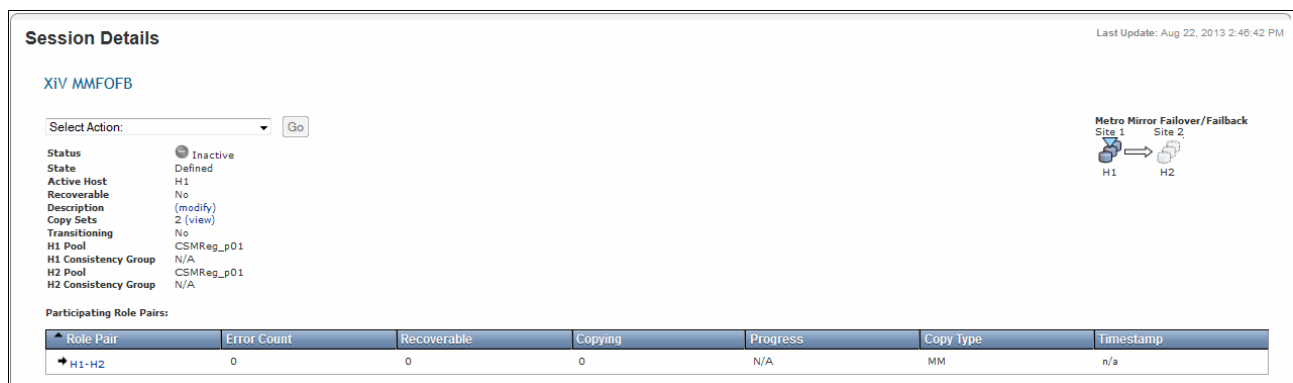 Session Details
Last Update: Aug 22, 2013 2:46:42 PM
XiV MMFOFB
Select Action:
Go
Metro Mirror Failover/Failback
Site 1 Site 2
H1 H2
Status Inactive
State Defined
Active Host H1
Recoverable No
Description (modify)
Copy Sets 2 (view)
Transitioning No
H1 Pool CSMReg_p01
H1 Consistency Group N/A
H2 Pool CSMReg_p01
H2 Consistency Group N/A
Participating Role Pairs:
Role Pair Error Count Recoverable Copying Progress Copy Type Timestamp
H1-H2 0 0 0 N/A MM n/a